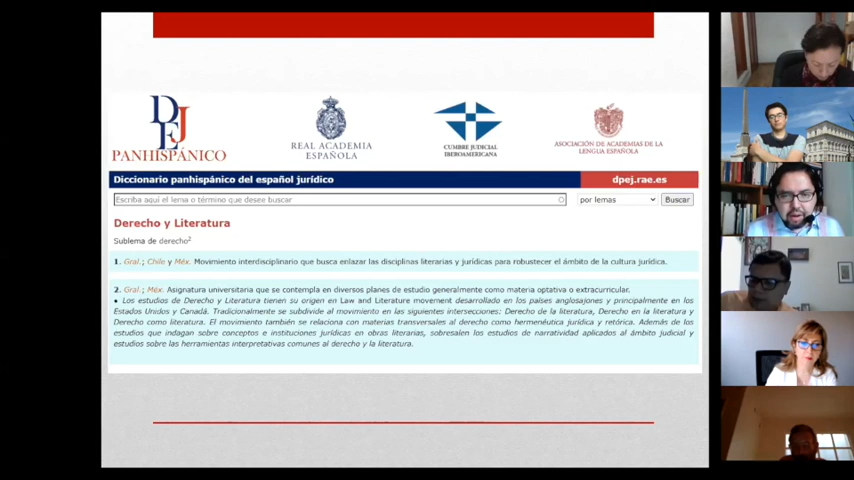 DEJ
PANHISPÁNICO
REAL ACADEMIA
ESPAÑOLA
CUMBRE JUDICIAL
IBEROAMERICANA
ASOCIACIÓN DE ACADEMIAS DE LA
LENGUA ESPAÑOLA
Diccionario panhispánico del español jurídico
dpej.rae.es
Escriba aquí el lema o término que desee buscar
por lemas
Buscar
Derecho y Literatura
Sublema de derecho²
1. Gral.; Chile y Méx. Movimiento interdisciplinario que busca enlazar las disciplinas literarias y jurídicas para robustecer el ámbito de la cultura jurídica.
2. Gral.; Méx. Asignatura universitaria que se contempla en diversos planes de estudio generalmente como materia optativa o extracurricular.
• Los estudios de Derecho y Literatura tienen su origen en Law and Literature movement desarrollado en los países anglosajones y principalmente en los
Estados Unidos y Canadá. Tradicionalmente se subdivide al movimiento en las siguientes intersecciones: Derecho de la literatura, Derecho en la literatura y
Derecho como literatura. El movimiento también se relaciona con materias transversales al derecho como hermenéutica jurídica y retórica. Además de los
estudios que indagan sobre conceptos e instituciones jurídicas en obras literarias, sobresalen los estudios de narratividad aplicados al ámbito judicial y
estudios sobre las herramientas interpretativas comunes al derecho y la literatura.